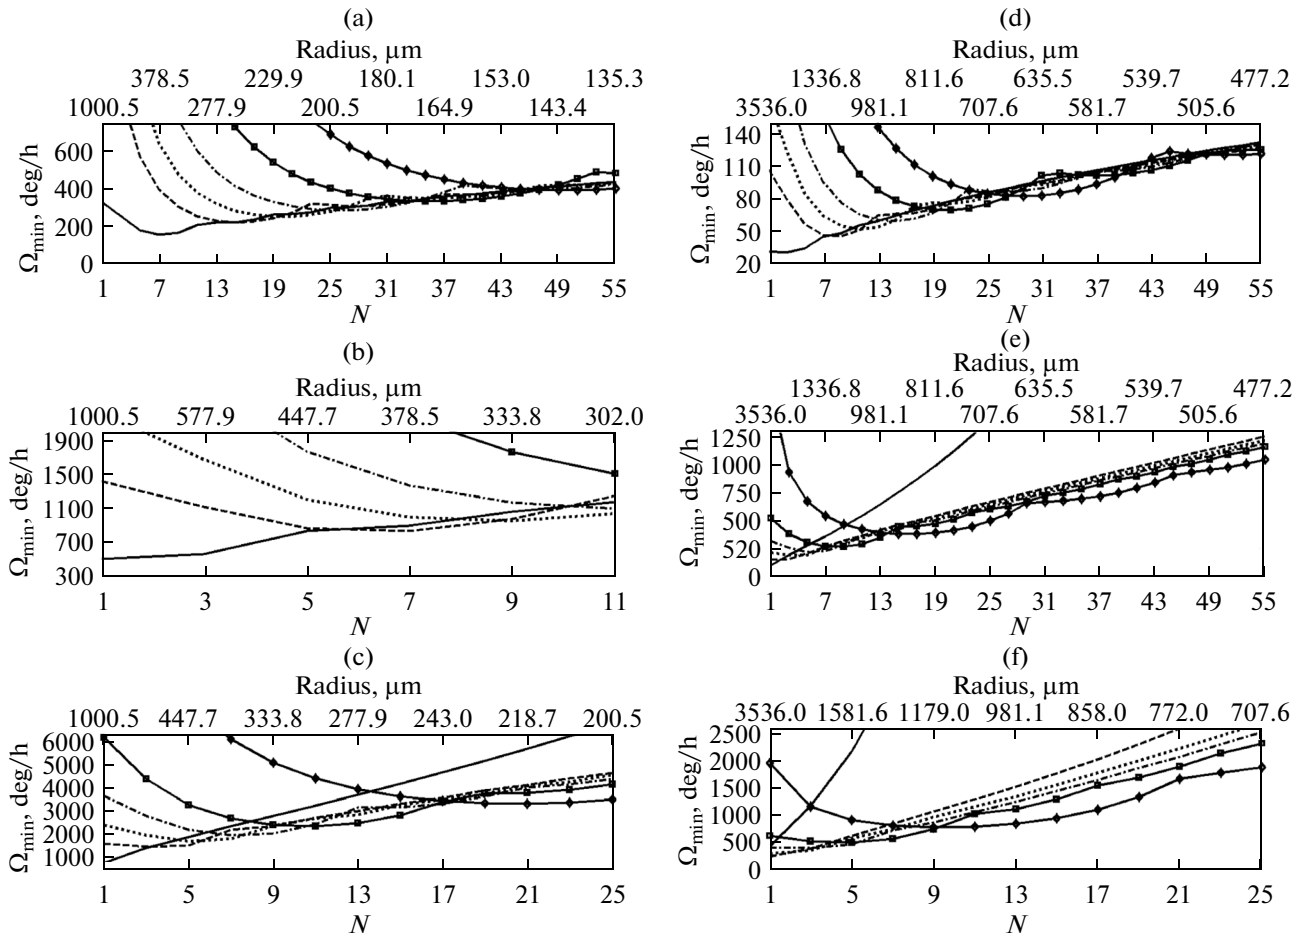 (a)
Radius, μm
378.5 229.9 180.1 153.0 135.3
1000.5 277.9 200.5 164.9 143.4
600
400
200
0
Ωmin, deg/h
1 7 13 19 25 31 37 43 49 55
N
(b)
Radius, μm
1000.5 577.9 447.7 378.5 333.8 302.0
1900
1500
1100
700
300
Ωmin, deg/h
1 3 5 7 9 11
N
(c)
Radius, μm
1000.5 447.7 333.8 277.9 243.0 218.7 200.5
6300
5000
4000
3000
2000
1000
Ωmin, deg/h
1 5 9 13 17 21 25
N
(d)
Radius, μm
1336.8 811.6 635.5 539.7 477.2
3536.0 981.1 707.6 581.7 505.6
140
110
80
50
20
Ωmin, deg/h
1 7 13 19 25 31 37 43 49 55
N
(e)
Radius, μm
1336.8 811.6 635.5 539.7 477.2
3536.0 981.1 707.6 581.7 505.6
1250
1000
750
500
520
0
Ωmin, deg/h
1 7 13 19 25 31 37 43 49 55
N
(f)
Radius, μm
3536.0 1581.6 1179.0 981.1 858.0 772.0 707.6
2500
2000
1500
1000
500
0
Ωmin, deg/h
1 5 9 13 17 21 25
N